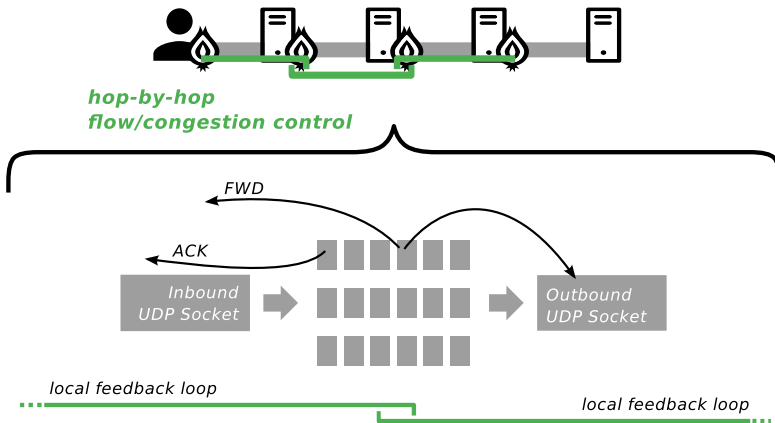 hop-by-hop
flow/congestion control
FWD
ACK
Inbound
UDP Socket
Outbound
UDP Socket
local feedback loop
local feedback loop